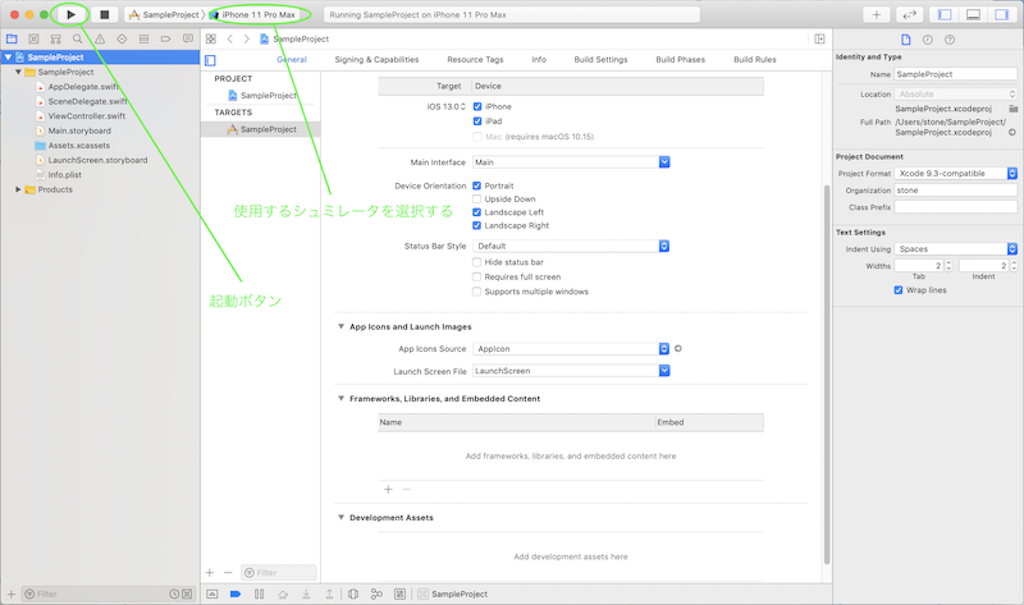 SampleProject 〉 iPhone 11 Pro Max
Running SampleProject on iPhone 11 Pro Max
SampleProject
SampleProject
AppDelegate.swift
SceneDelegate.swift
ViewController.swift
Main.storyboard
Assets.xcassets
LaunchScreen.storyboard
Info.plist
Products
Filter
起動ボタン
使用するシュミレータを選択する
SampleProject
General Signing & Capabilities Resource Tags Info Build Settings Build Phases Build Rules
PROJECT
SampleProject
TARGETS
SampleProject
Filter
Target Device
iOS 13.0 iPhone
iPad
Mac (requires macOS 10.15)
Main Interface Main
Device Orientation Portrait
Upside Down
Landscape Left
Landscape Right
Status Bar Style Default
Hide status bar
Requires full screen
Supports multiple windows
App Icons and Launch Images
App Icons Source AppIcon
Launch Screen File LaunchScreen
Frameworks, Libraries, and Embedded Content
Name Embed
Add frameworks, libraries, and embedded content here
Development Assets
Add development assets here
SampleProject
Identity and Type
Name SampleProject
Location Absolute
SampleProject.xcodeproj
Full Path /Users/stone/SampleProject/
SampleProject.xcodeproj
Project Document
Project Format Xcode 9.3-compatible
Organization stone
Class Prefix
Text Settings
Indent Using Spaces
Widths 2 2
Tab Indent
Wrap lines